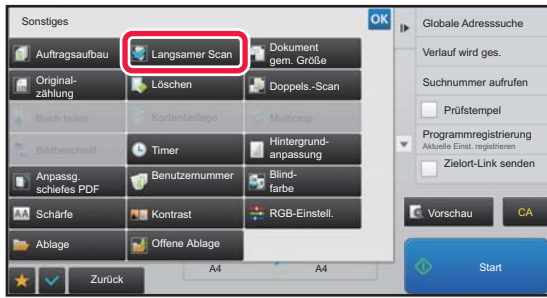 Sonstiges
OK
Auftragsaufbau
Langsamer Scan
Dokument
gem. Größe
Original-
zählung
Löschen
Doppels.-Scan
Buch teilen
Kartenbeilage
Multicrop
Bildbeschnitt
Timer
Hintergrund-
anpassung
Anpassg.
schiefes PDF
Benutzernummer
Blind-
farbe
AA
Schärfe
Kontrast
RGB-Einstell.
Ablage
Offene Ablage
Zurück
A4
A4
Globale Adresssuche
Verlauf wird ges.
Suchnummer aufrufen
Prüfstempel
Programmregistrierung
Aktuelle Einst. registrieren
Zielort-Link senden
Vorschau
CA
Start